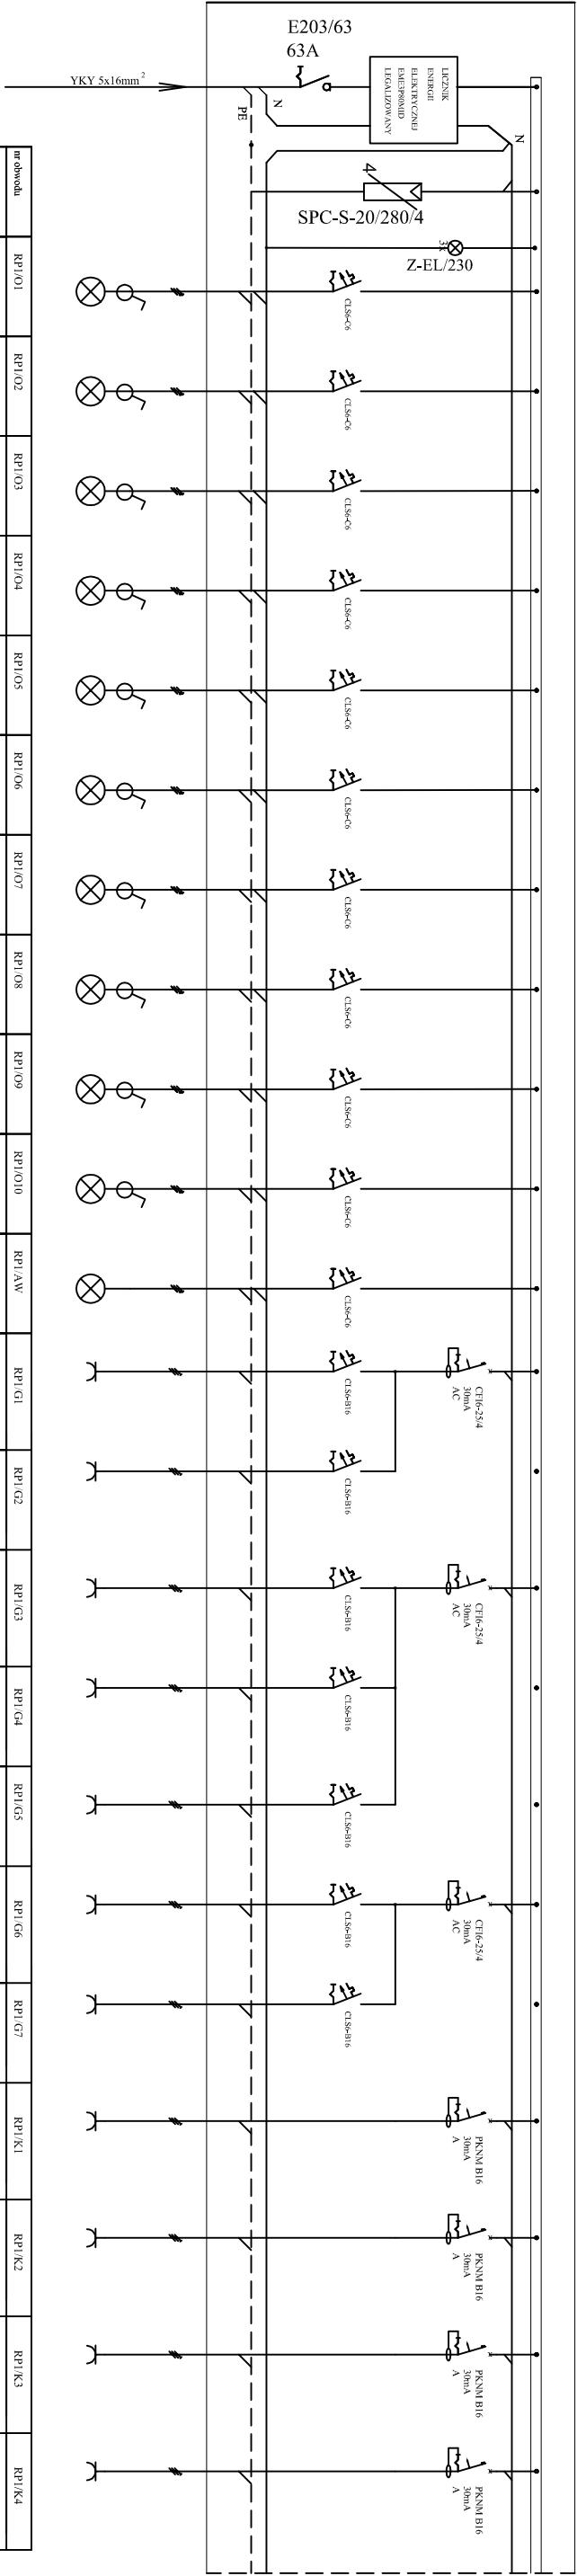 E203/63
63A
YKY 5x16mm²
LICZNIK
ENERGII
ELEKTRYCZNEJ
EME3P80MID
LEGALIZOWANY
N
PE
N
4
SPC-S-20/280/4
3x
Z-EL/230
CLS6-C6
CLS6-C6
CLS6-C6
CLS6-C6
CLS6-C6
CLS6-C6
CLS6-C6
CLS6-C6
CLS6-C6
CLS6-C6
CLS6-C6
CFI6-25/4
30mA
AC
CLS6-B16
CLS6-B16
CFI6-25/4
30mA
AC
CLS6-B16
CLS6-B16
CLS6-B16
CFI6-25/4
30mA
AC
CLS6-B16
CLS6-B16
PKNM B16
30mA
A
PKNM B16
30mA
A
PKNM B16
30mA
A
PKNM B16
30mA
A
nr obwodu
RP1/O1
RP1/O2
RP1/O3
RP1/O4
RP1/O5
RP1/O6
RP1/O7
RP1/O8
RP1/O9
RP1/O10
RP1/AW
RP1/G1
RP1/G2
RP1/G3
RP1/G4
RP1/G5
RP1/G6
RP1/G7
RP1/K1
RP1/K2
RP1/K3
RP1/K4